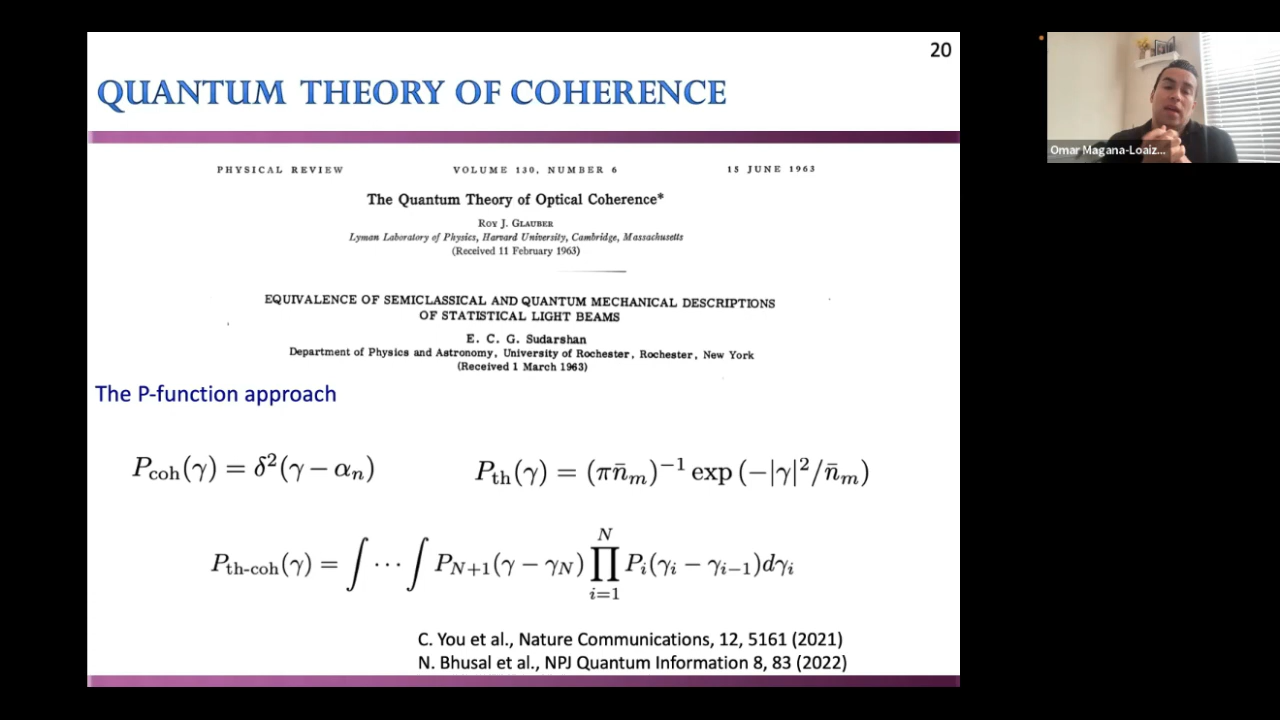 20
QUANTUM THEORY OF COHERENCE
PHYSICAL REVIEW VOLUME 130, NUMBER 6 15 JUNE 1963
The Quantum Theory of Optical Coherence*
Roy J. Glauber
Lyman Laboratory of Physics, Harvard University, Cambridge, Massachusetts
(Received 11 February 1963)
EQUIVALENCE OF SEMICLASSICAL AND QUANTUM MECHANICAL DESCRIPTIONS
OF STATISTICAL LIGHT BEAMS
E. C. G. Sudarshan
Department of Physics and Astronomy, University of Rochester, Rochester, New York
(Received 1 March 1963)
The P-function approach
P_coh(γ) = δ²(γ − α_n) P_th(γ) = (πn̄_m)⁻¹ exp (−|γ|²/n̄_m)
P_th-coh(γ) = ∫ ··· ∫ P_{N+1}(γ − γ_N) ∏_{i=1}^{N} P_i(γ_i − γ_{i−1})dγ_i
C. You et al., Nature Communications, 12, 5161 (2021)
N. Bhusal et al., NPJ Quantum Information 8, 83 (2022)
Omar Magana-Loaiz...